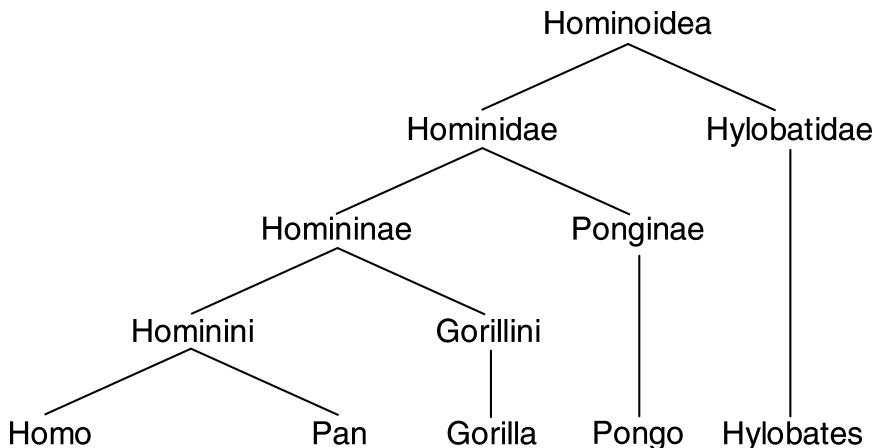 Hominoidea
Hominidae Hylobatidae
Homininae Ponginae
Hominini Gorillini
Homo Pan Gorilla Pongo Hylobates